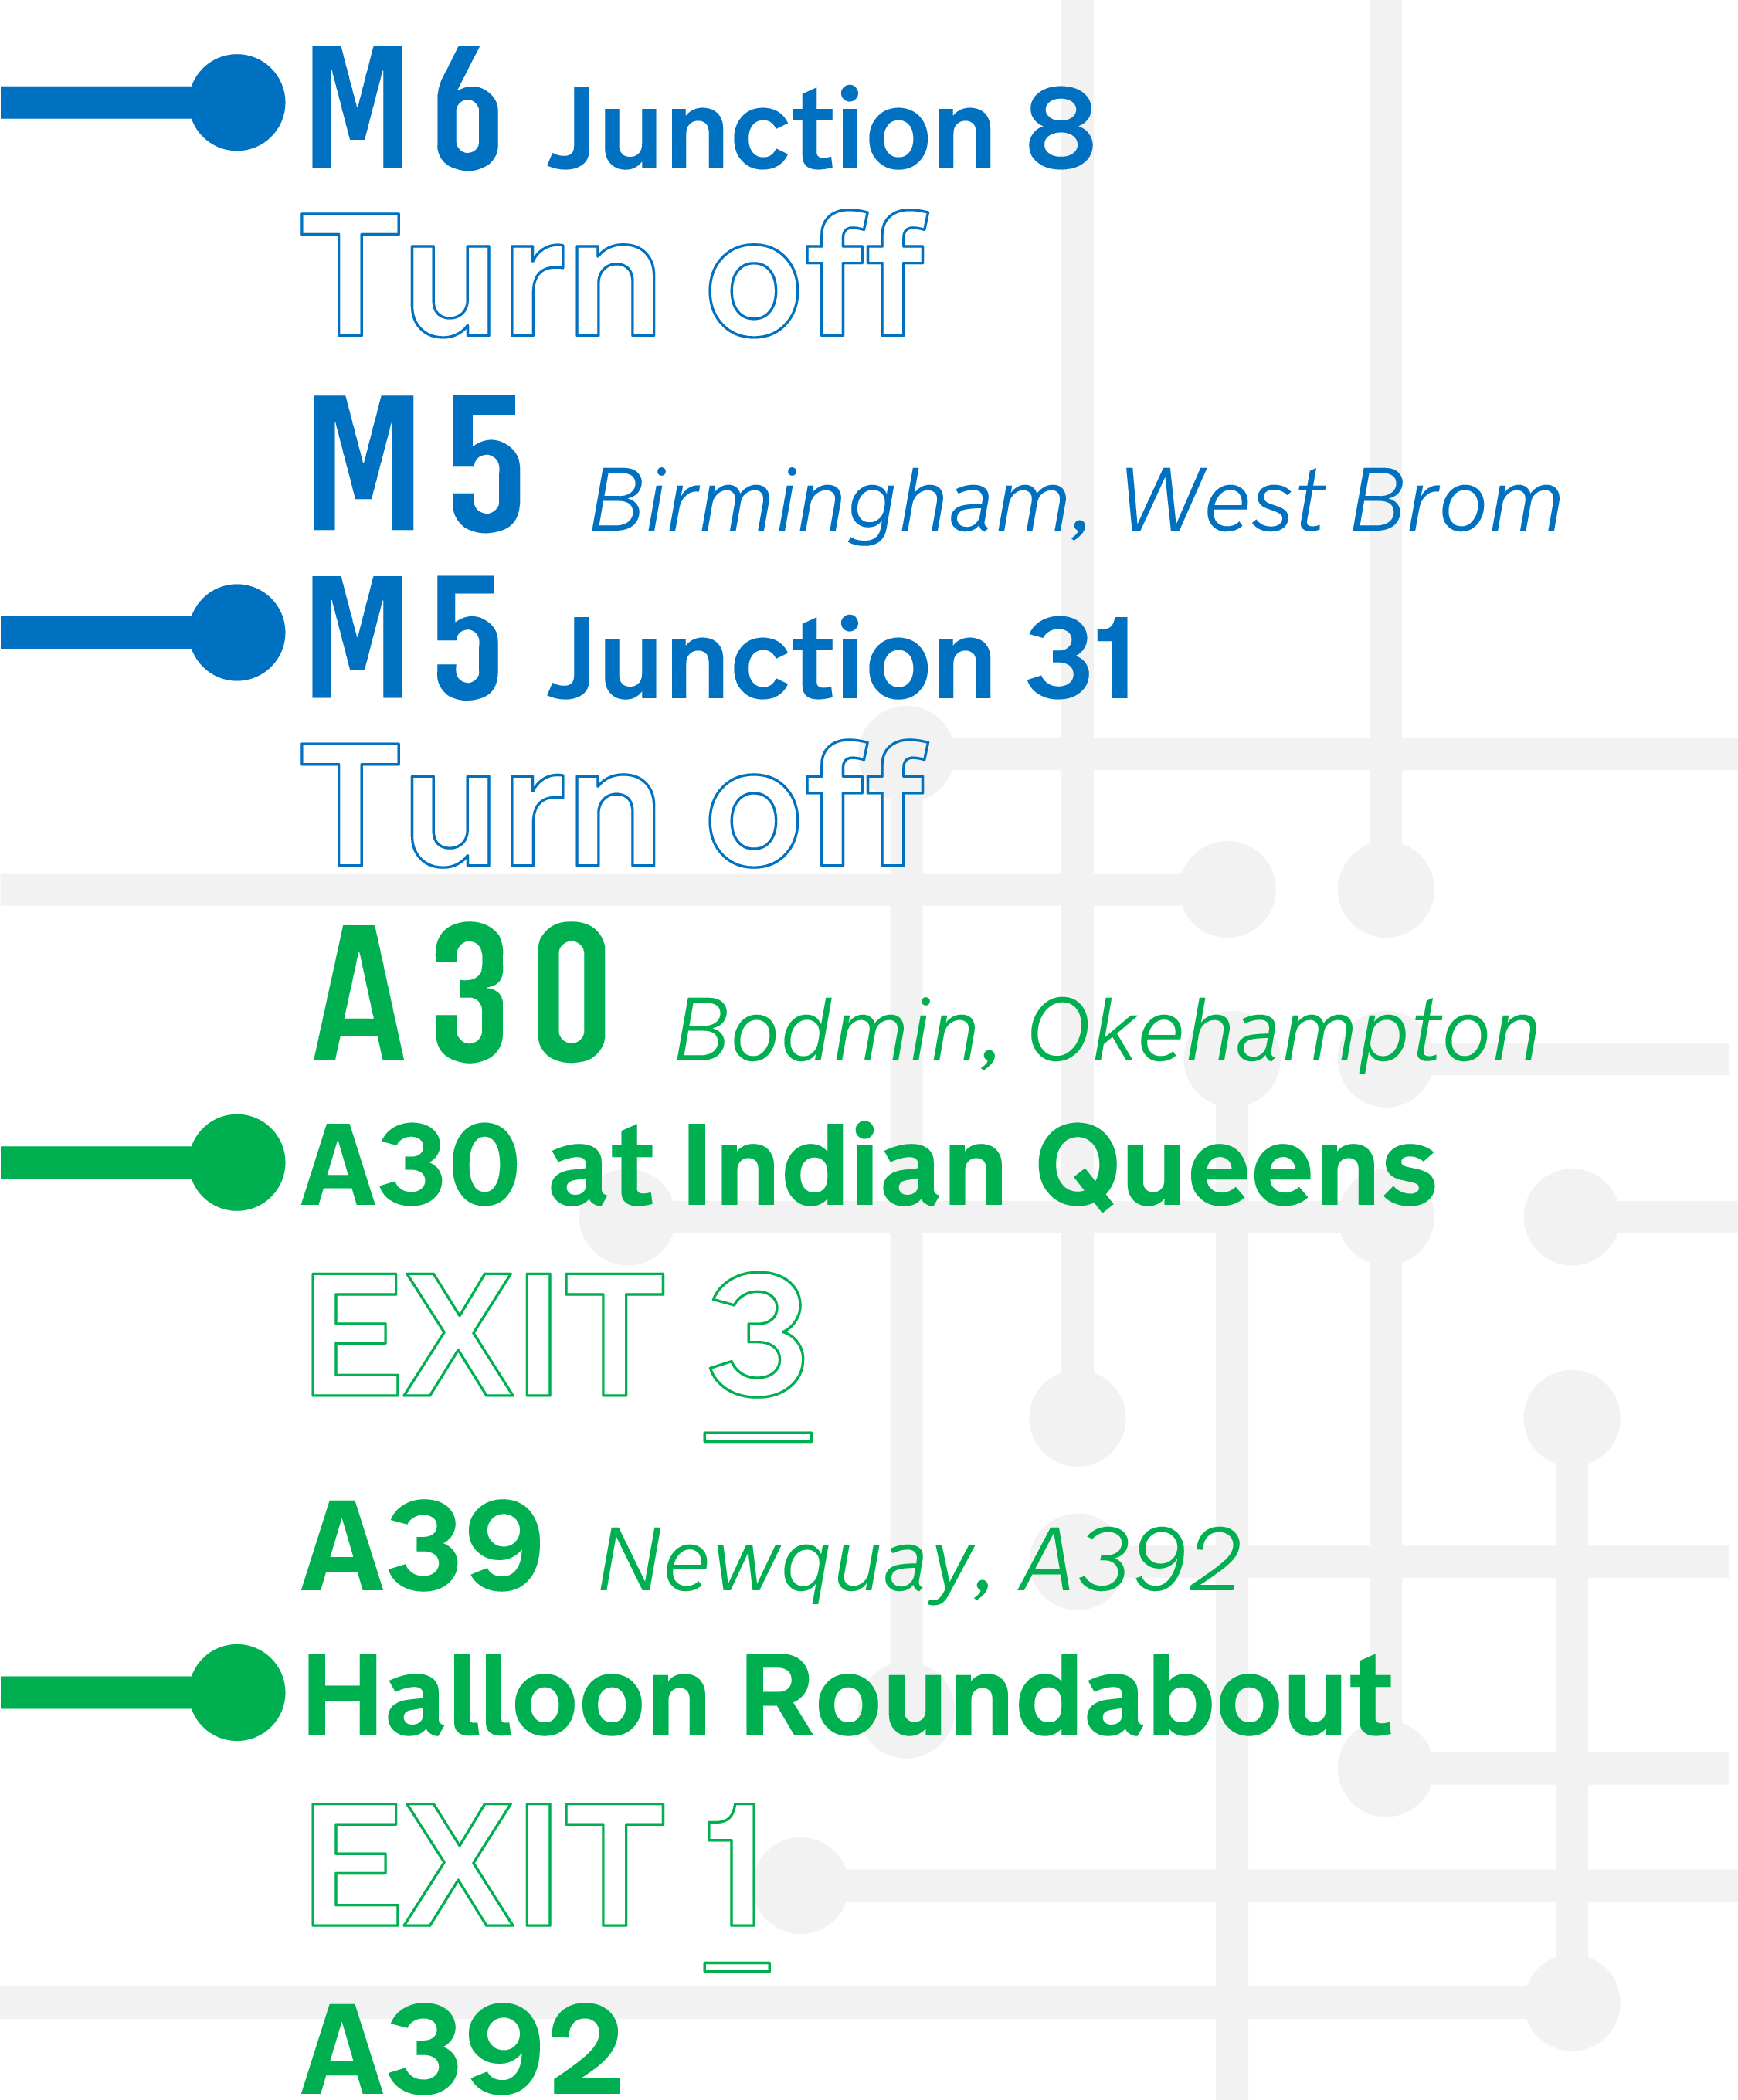 M6 Junction 8
Turn off
M5 Birmingham, West Brom
M5 Junction 31
Turn off
A30 Bodmin, Okehampton
A30 at Indian Queens
EXIT 3
A39 Newquay, A392
Halloon Roundabout
EXIT 1
A392